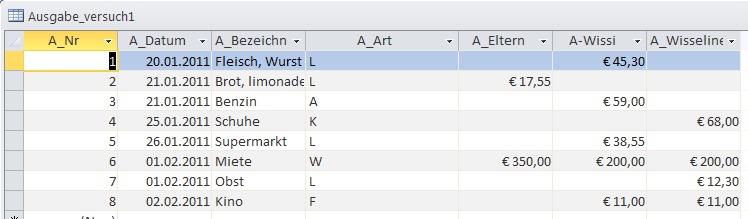 Ausgabe_versuch1
A_Nr A_Datum A_Bezeichn A_Art A_Eltern A-Wissi A_Wisseline
1 20.01.2011 Fleisch, Wurst L € 45,30
2 21.01.2011 Brot, limonade L € 17,55
3 21.01.2011 Benzin A € 59,00
4 25.01.2011 Schuhe K € 68,00
5 26.01.2011 Supermarkt L € 38,55
6 01.02.2011 Miete W € 350,00 € 200,00 € 200,00
7 01.02.2011 Obst L € 12,30
8 02.02.2011 Kino F € 11,00 € 11,00